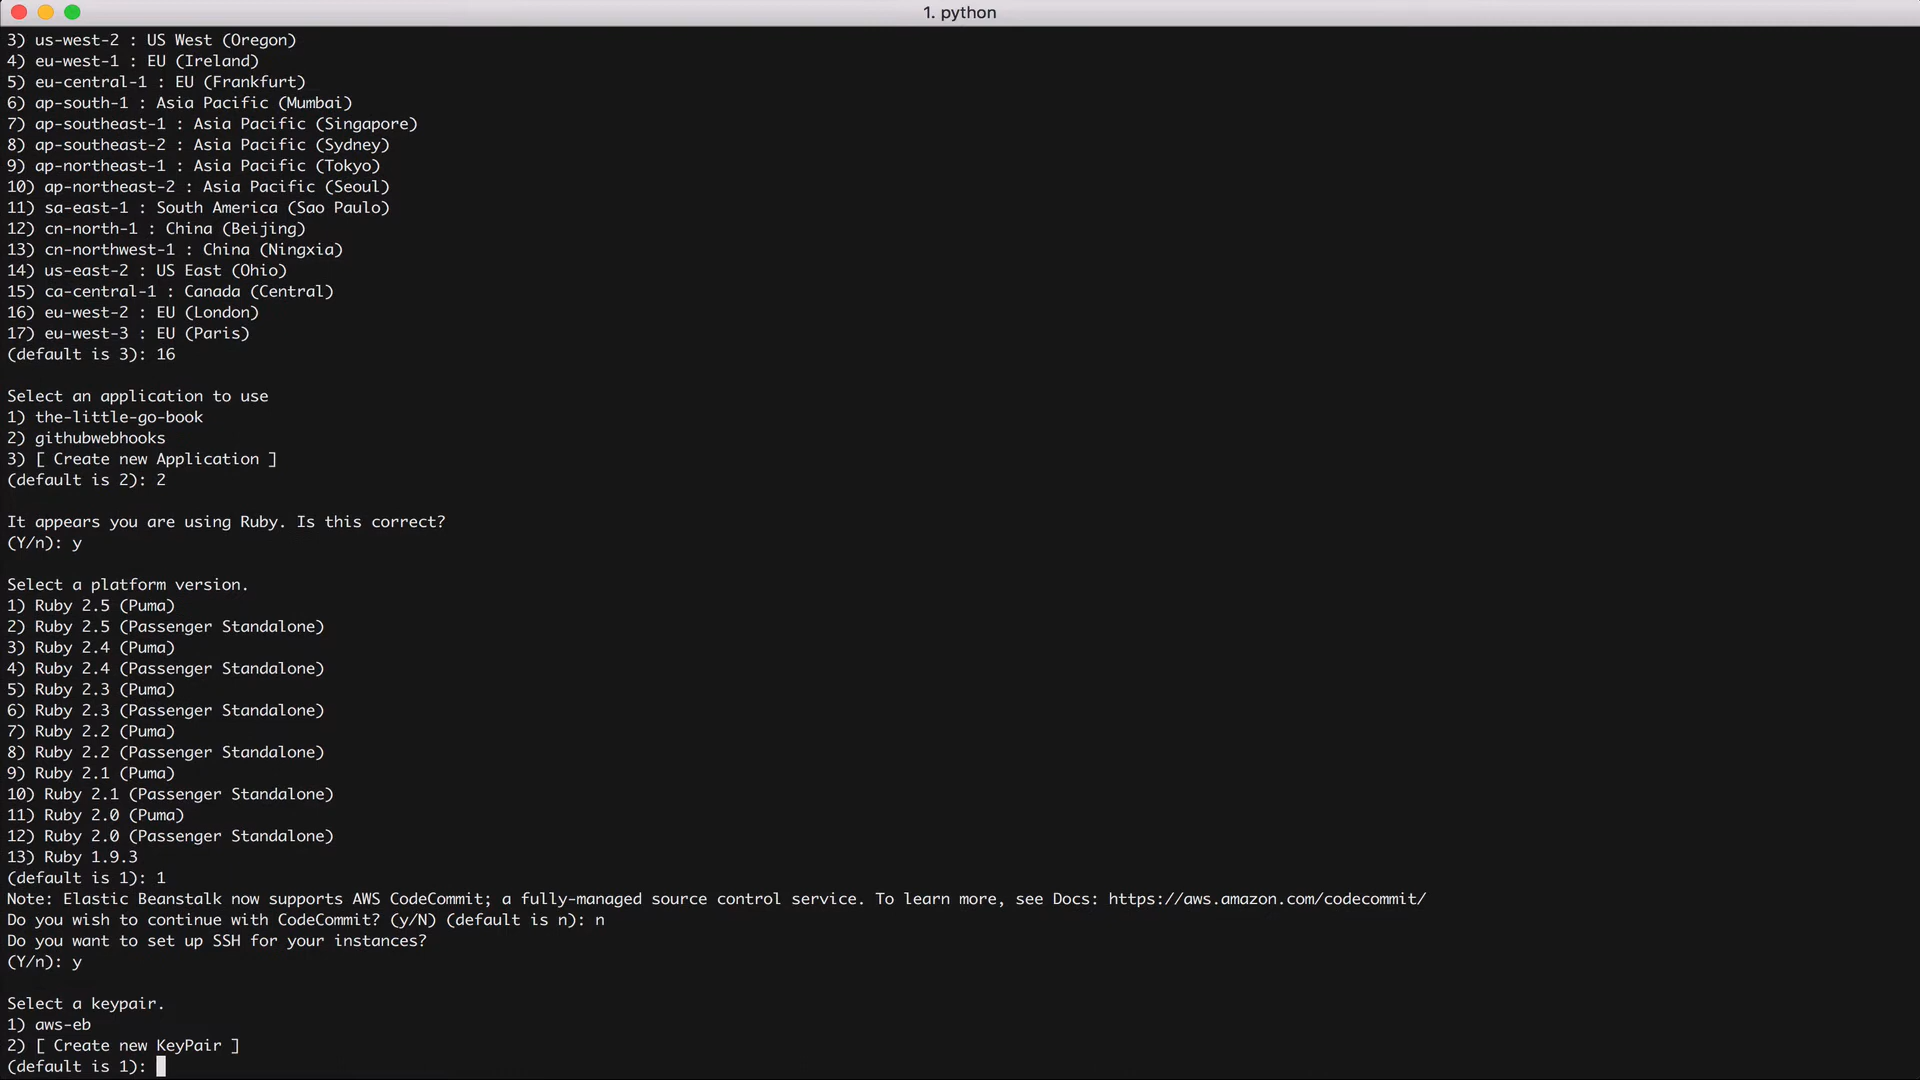 1. python
3) us-west-2 : US West (Oregon)
4) eu-west-1 : EU (Ireland)
5) eu-central-1 : EU (Frankfurt)
6) ap-south-1 : Asia Pacific (Mumbai)
7) ap-southeast-1 : Asia Pacific (Singapore)
8) ap-southeast-2 : Asia Pacific (Sydney)
9) ap-northeast-1 : Asia Pacific (Tokyo)
10) ap-northeast-2 : Asia Pacific (Seoul)
11) sa-east-1 : South America (Sao Paulo)
12) cn-north-1 : China (Beijing)
13) cn-northwest-1 : China (Ningxia)
14) us-east-2 : US East (Ohio)
15) ca-central-1 : Canada (Central)
16) eu-west-2 : EU (London)
17) eu-west-3 : EU (Paris)
(default is 3): 16
Select an application to use
1) the-little-go-book
2) githubwebhooks
3) [ Create new Application ]
(default is 2): 2
It appears you are using Ruby. Is this correct?
(Y/n): y
Select a platform version.
1) Ruby 2.5 (Puma)
2) Ruby 2.5 (Passenger Standalone)
3) Ruby 2.4 (Puma)
4) Ruby 2.4 (Passenger Standalone)
5) Ruby 2.3 (Puma)
6) Ruby 2.3 (Passenger Standalone)
7) Ruby 2.2 (Puma)
8) Ruby 2.2 (Passenger Standalone)
9) Ruby 2.1 (Puma)
10) Ruby 2.1 (Passenger Standalone)
11) Ruby 2.0 (Puma)
12) Ruby 2.0 (Passenger Standalone)
13) Ruby 1.9.3
(default is 1): 1
Note: Elastic Beanstalk now supports AWS CodeCommit; a fully-managed source control service. To learn more, see Docs: https://aws.amazon.com/codecommit/
Do you wish to continue with CodeCommit? (y/N) (default is n): n
Do you want to set up SSH for your instances?
(Y/n): y
Select a keypair.
1) aws-eb
2) [ Create new KeyPair ]
(default is 1):